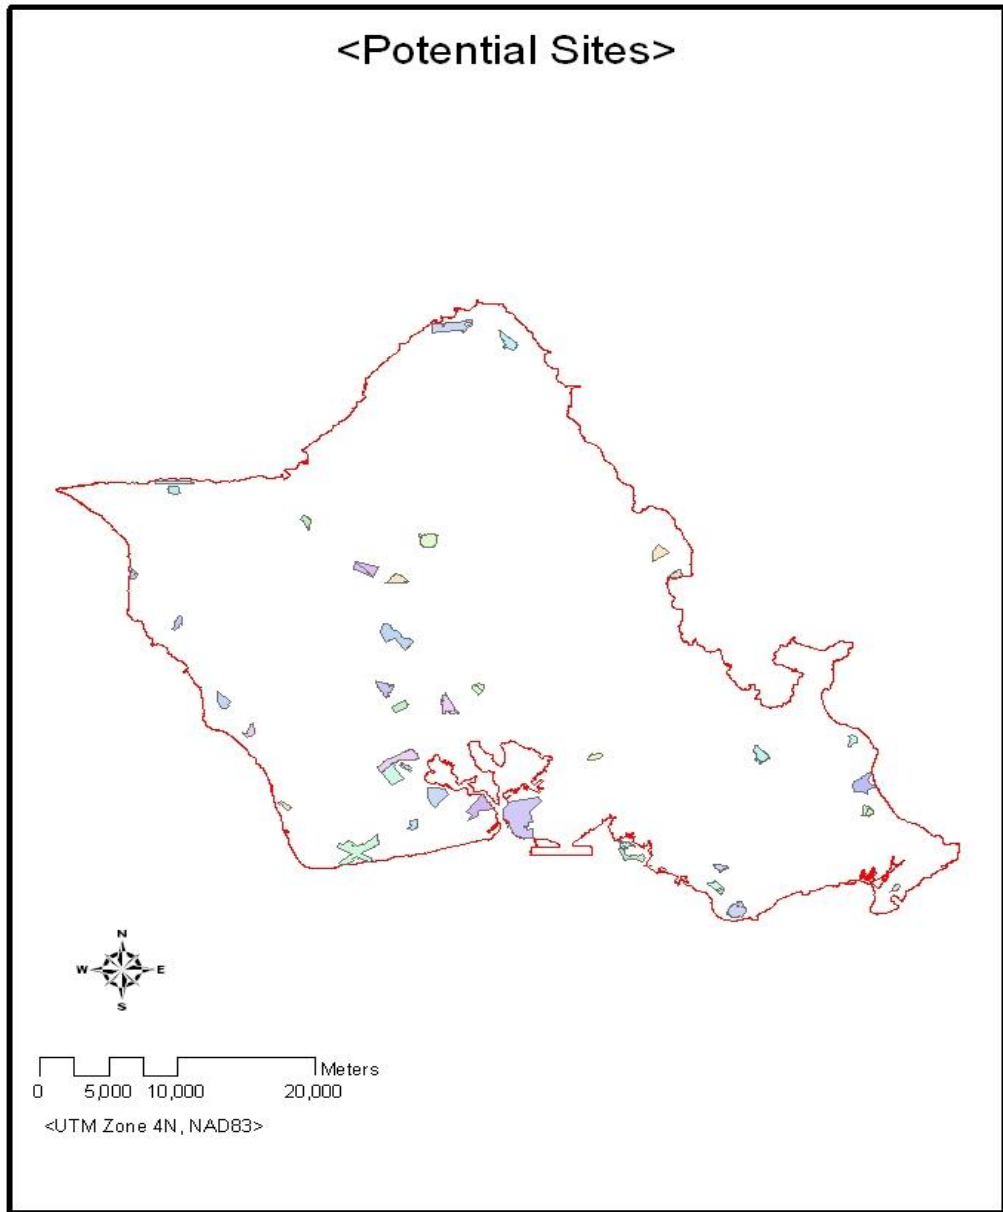 <Potential Sites>
N
W E
S
Meters
0 5,000 10,000 20,000
<UTM Zone 4N, NAD83>